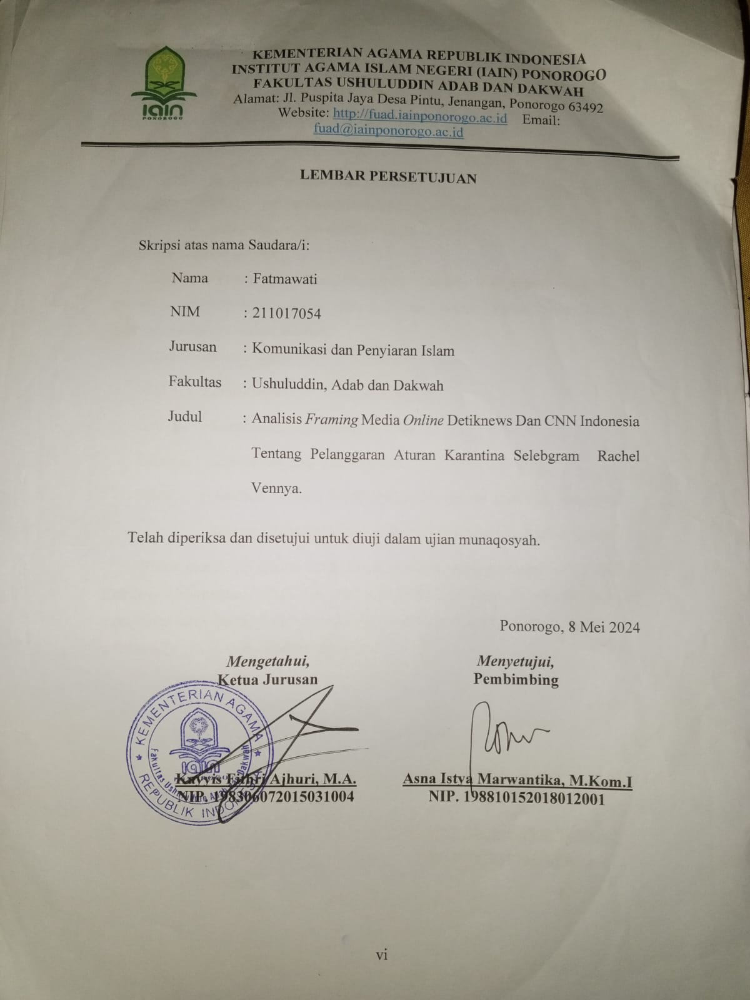 KEMENTERIAN AGAMA REPUBLIK INDONESIA
INSTITUT AGAMA ISLAM NEGERI (IAIN) PONOROGO
FAKULTAS USHULUDDIN ADAB DAN DAKWAH
Alamat: Jl. Puspita Jaya Desa Pintu, Jenangan, Ponorogo 63492
Website: http://fuad.iainponorogo.ac.id Email:
fuad@iainponorogo.ac.id
iain
PONOROGO
LEMBAR PERSETUJUAN
Skripsi atas nama Saudara/i:
Nama : Fatmawati
NIM : 211017054
Jurusan : Komunikasi dan Penyiaran Islam
Fakultas : Ushuluddin, Adab dan Dakwah
Judul : Analisis Framing Media Online Detiknews Dan CNN Indonesia
Tentang Pelanggaran Aturan Karantina Selebgram Rachel
Vennya.
Telah diperiksa dan disetujui untuk diuji dalam ujian munaqosyah.
Ponorogo, 8 Mei 2024
Mengetahui,
Ketua Jurusan
Menyetujui,
Pembimbing
KEMENTERIAN AGAMA
REPUBLIK INDONESIA
iain
Kayyis Fithri Ajhuri, M.A.
NIP. 198306072015031004
Asna Istya Marwantika, M.Kom.I
NIP. 198810152018012001
vi